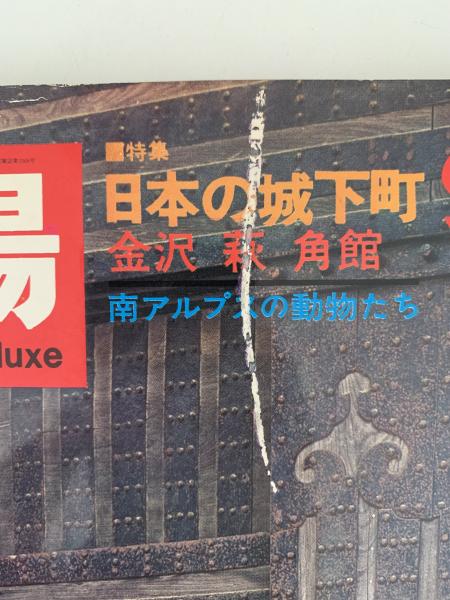 特集
日本の城下町
金沢 萩 角館
南アルプスの動物たち
陽
luxe